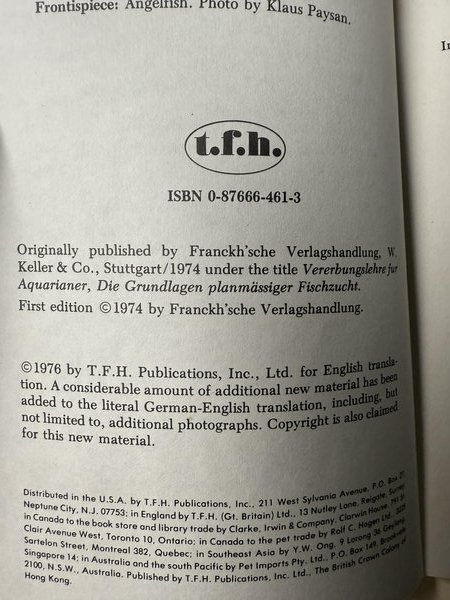 Frontispiece: Angelfish. Photo by Klaus Paysan.
t.f.h.
ISBN 0-87666-461-3
Originally published by Franckh'sche Verlagshandlung, W.
Keller & Co., Stuttgart/1974 under the title Vererbungslehre fur
Aquarianer, Die Grundlagen planmässiger Fischzucht.
First edition ©1974 by Franckh'sche Verlagshandlung.
©1976 by T.F.H. Publications, Inc., Ltd. for English transla-
tion. A considerable amount of additional new material has been
added to the literal German-English translation, including, but
not limited to, additional photographs. Copyright is also claimed
for this new material.
Distributed in the U.S.A. by T.F.H. Publications, Inc., 211 West Sylvania Avenue, P.O. Box 27,
Neptune City, N.J. 07753; in England by T.F.H. (Gt. Britain) Ltd., 13 Nutley Lane, Reigate, Surrey;
in Canada to the book store and library trade by Clarke, Irwin & Company, Clarwin House, 791 St.
Clair Avenue West, Toronto 10, Ontario; in Canada to the pet trade by Rolf C. Hagen Ltd.
Sartelon Street, Montreal 382, Quebec; in Southeast Asia by Y.W. Ong, 9 Lorong 36 Geylang,
Singapore 14; in Australia and the south Pacific by Pet Imports Pty. Ltd., P.O. Box 149, Brookvale
2100, N.S.W., Australia. Published by T.F.H. Publications, Inc. Ltd., The British Crown Colony of
Hong Kong.